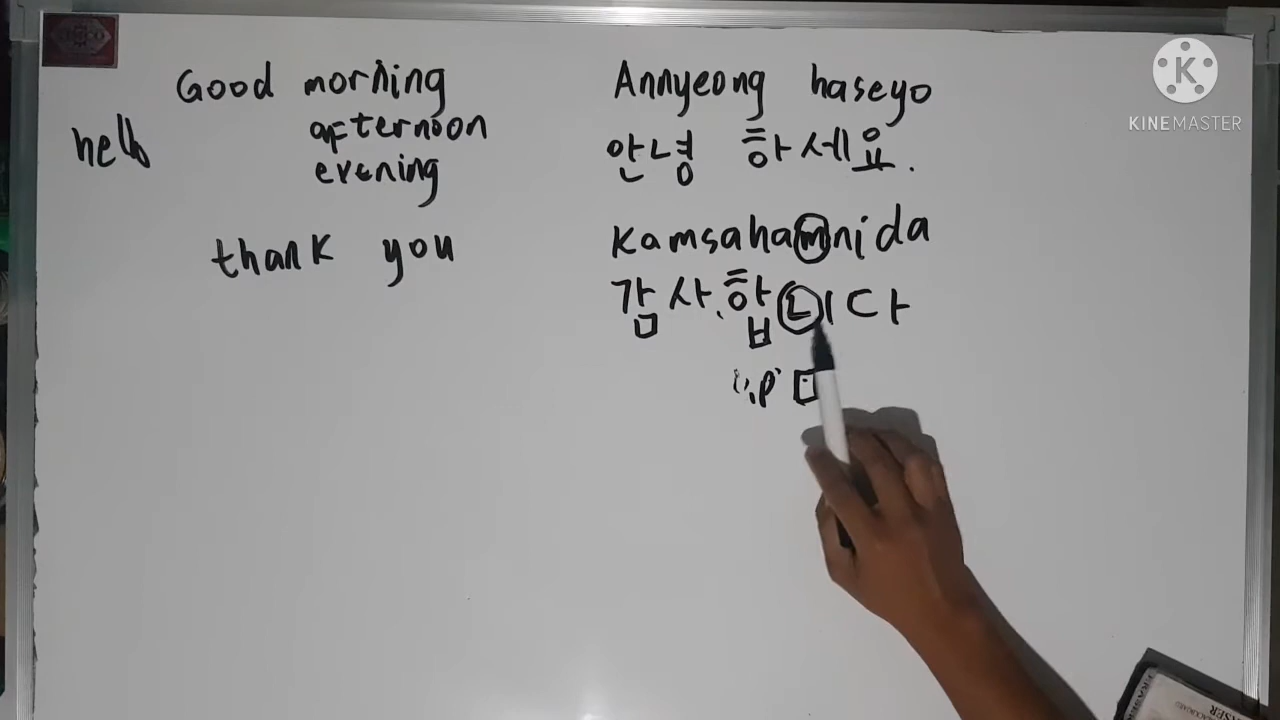 Good morning
afternoon
hello
evening
thank you
Annyeong haseyo
안녕 하세요.
Kamsahamnida
감사합니다
ㅁ
KINEMASTER